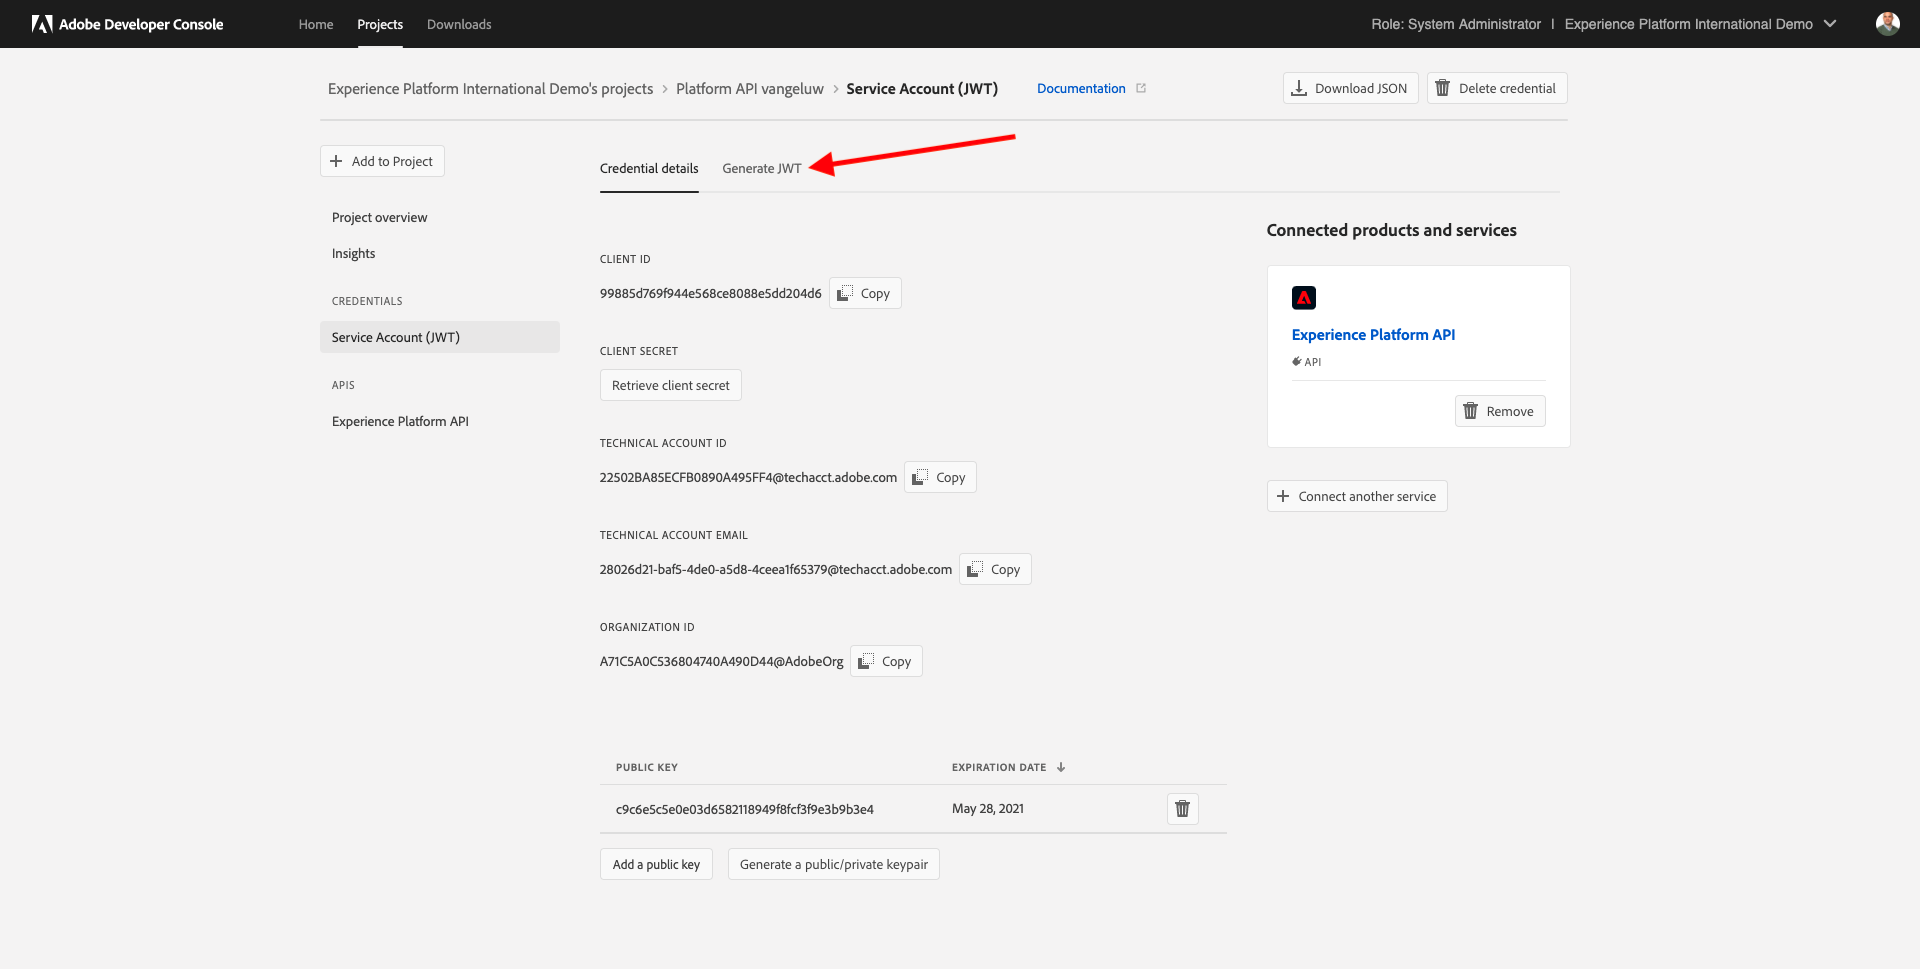 Adobe Developer Console
Home
Projects
Downloads
Role: System Administrator | Experience Platform International Demo
Experience Platform International Demo's projects > Platform API vangeluw > Service Account (JWT)
Documentation
Download JSON
Delete credential
Add to Project
Project overview
Insights
CREDENTIALS
Service Account (JWT)
APIS
Experience Platform API
Credential details
Generate JWT
CLIENT ID
99885d769f944e568ce8088e5dd204d6
Copy
CLIENT SECRET
Retrieve client secret
TECHNICAL ACCOUNT ID
22502BA85ECFB0890A495FF4@techacct.adobe.com
Copy
TECHNICAL ACCOUNT EMAIL
28026d21-baf5-4de0-a5d8-4ceea1f65379@techacct.adobe.com
Copy
ORGANIZATION ID
A71C5A0C536804740A490D44@AdobeOrg
Copy
PUBLIC KEY
EXPIRATION DATE
c9c6e5c5e0e03d6582118949f8fcf3f9e3b9b3e4
May 28, 2021
Add a public key
Generate a public/private keypair
Connected products and services
Experience Platform API
API
Remove
Connect another service